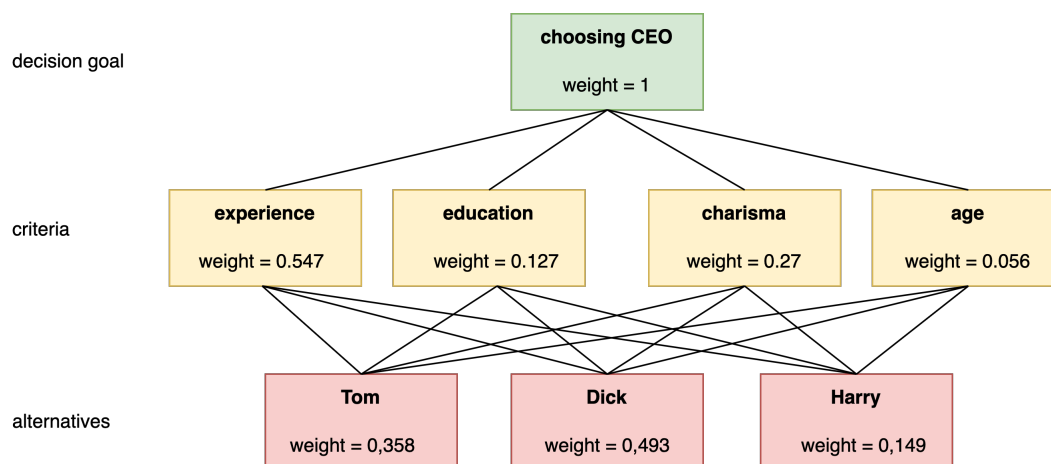 decision goal
choosing CEO
weight = 1
criteria
experience
weight = 0.547
education
weight = 0.127
charisma
weight = 0.27
age
weight = 0.056
alternatives
Tom
weight = 0,358
Dick
weight = 0,493
Harry
weight = 0,149